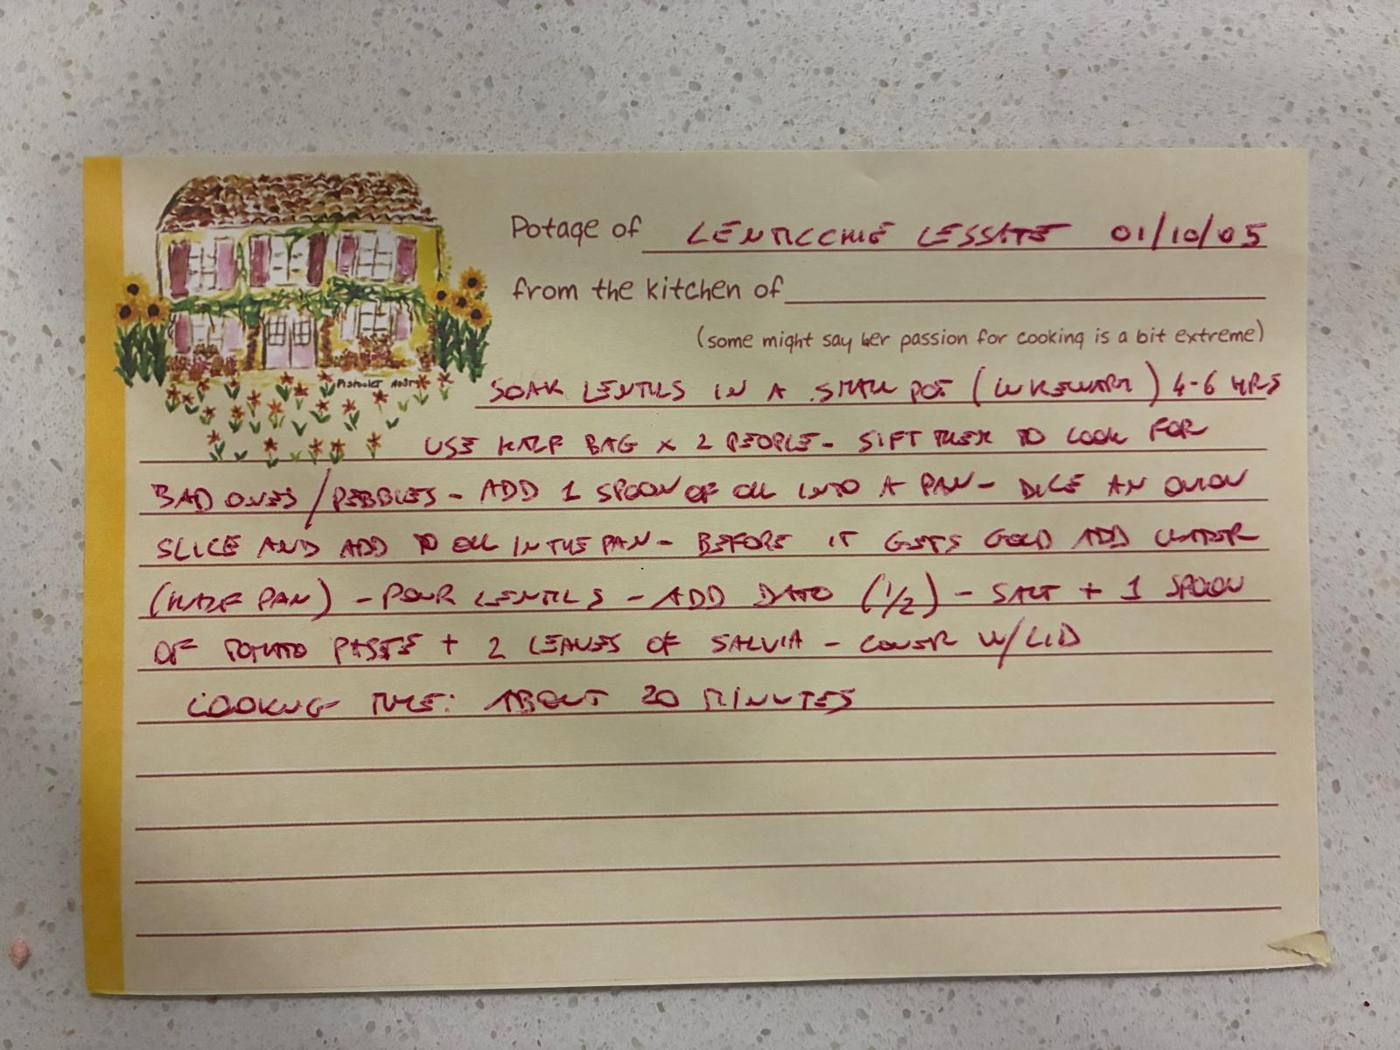 Potage of LENTICCHIE LESSATE 01/10/05
from the kitchen of
(some might say her passion for cooking is a bit extreme)
SOAK LENTILS IN A SMALL POT (IN REWARM) 4-6 HRS
USE HALF BAG x 2 PEOPLE - SIFT THEM TO LOOK FOR
BAD ONES/PEBBLES - ADD 1 SPOON OF OIL INTO A PAN - DICE AN ONION
SLICE AND ADD TO OIL IN THE PAN - BEFORE IT GETS GOLD ADD WATER
(HALF PAN) - POUR LENTILS - ADD DADO (1/2) - SALT + 1 SPOON
OF TOMATO PASTE + 2 LEAVES OF SALVIA - COVER W/LID
COOKING TIME: ABOUT 20 MINUTES